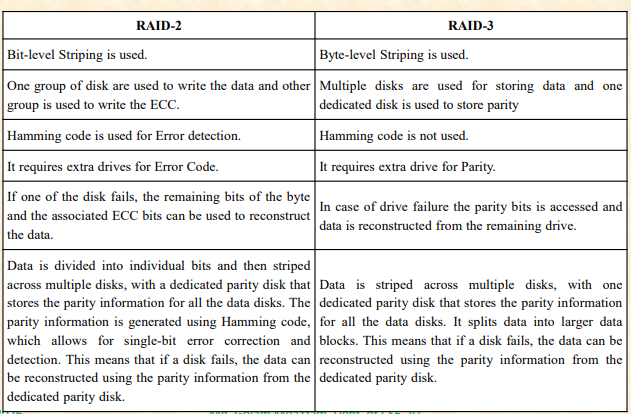 RAID-2
RAID-3
Bit-level Striping is used.
Byte-level Striping is used.
One group of disk are used to write the data and other
group is used to write the ECC.
Multiple disks are used for storing data and one
dedicated disk is used to store parity
Hamming code is used for Error detection.
Hamming code is not used.
It requires extra drives for Error Code.
It requires extra drive for Parity.
If one of the disk fails, the remaining bits of the byte
and the associated ECC bits can be used to reconstruct
the data.
In case of drive failure the parity bits is accessed and
data is reconstructed from the remaining drive.
Data is divided into individual bits and then striped
across multiple disks, with a dedicated parity disk that
stores the parity information for all the data disks. The
parity information is generated using Hamming code,
which allows for single-bit error correction and
detection. This means that if a disk fails, the data can
be reconstructed using the parity information from the
dedicated parity disk.
Data is striped across multiple disks, with one
dedicated parity disk that stores the parity information
for all the data disks. It splits data into larger data
blocks. This means that if a disk fails, the data can be
reconstructed using the parity information from the
dedicated parity disk.